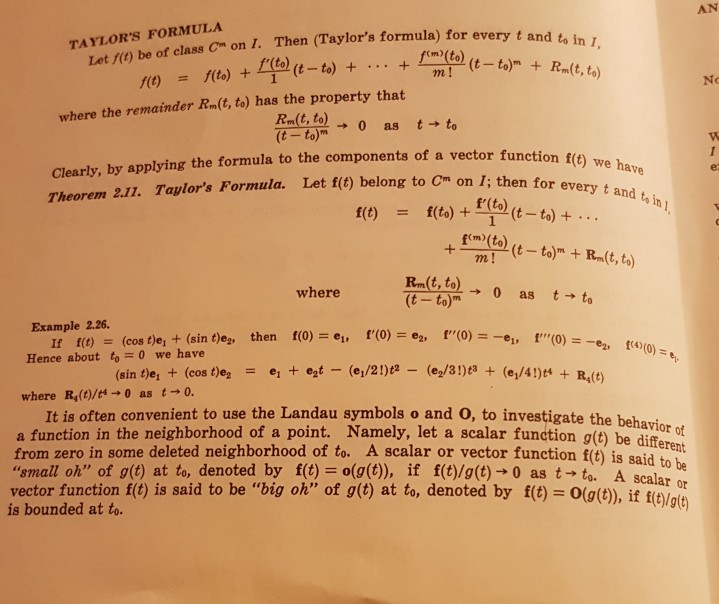 TAYLOR'S FORMULA
Let f(t) be of class Cᵐ on I. Then (Taylor's formula) for every t and t₀ in I,
f(t) = f(t₀) + f′(t₀)/1 (t − t₀) + ··· + f⁽ᵐ⁾(t₀)/m! (t − t₀)ᵐ + Rₘ(t, t₀)
where the remainder Rₘ(t, t₀) has the property that
Rₘ(t, t₀)/(t − t₀)ᵐ → 0 as t → t₀
Clearly, by applying the formula to the components of a vector function f(t) we have
Theorem 2.11. Taylor's Formula. Let f(t) belong to Cᵐ on I; then for every t and t₀ in I,
f(t) = f(t₀) + f′(t₀)/1 (t − t₀) + ···
+ f⁽ᵐ⁾(t₀)/m! (t − t₀)ᵐ + Rₘ(t, t₀)
where Rₘ(t, t₀)/(t − t₀)ᵐ → 0 as t → t₀
Example 2.26.
If f(t) = (cos t)e₁ + (sin t)e₂, then f(0) = e₁, f′(0) = e₂, f″(0) = −e₁, f‴(0) = −e₂, f⁽⁴⁾(0) = e₁.
Hence about t₀ = 0 we have
(sin t)e₁ + (cos t)e₂ = e₁ + e₂t − (e₁/2!)t² − (e₂/3!)t³ + (e₁/4!)t⁴ + R₄(t)
where R₄(t)/t⁴ → 0 as t → 0.
It is often convenient to use the Landau symbols o and O, to investigate the behavior of
a function in the neighborhood of a point. Namely, let a scalar function g(t) be different
from zero in some deleted neighborhood of t₀. A scalar or vector function f(t) is said to be
"small oh" of g(t) at t₀, denoted by f(t) = o(g(t)), if f(t)/g(t) → 0 as t → t₀. A scalar or
vector function f(t) is said to be "big oh" of g(t) at t₀, denoted by f(t) = O(g(t)), if f(t)/g(t)
is bounded at t₀.
AN